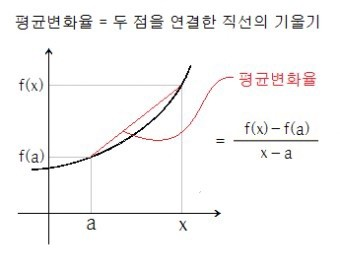 평균변화율 = 두 점을 연결한 직선의 기울기
f(x)
평균변화율
f(a)
= f(x)-f(a) / x-a
a
x